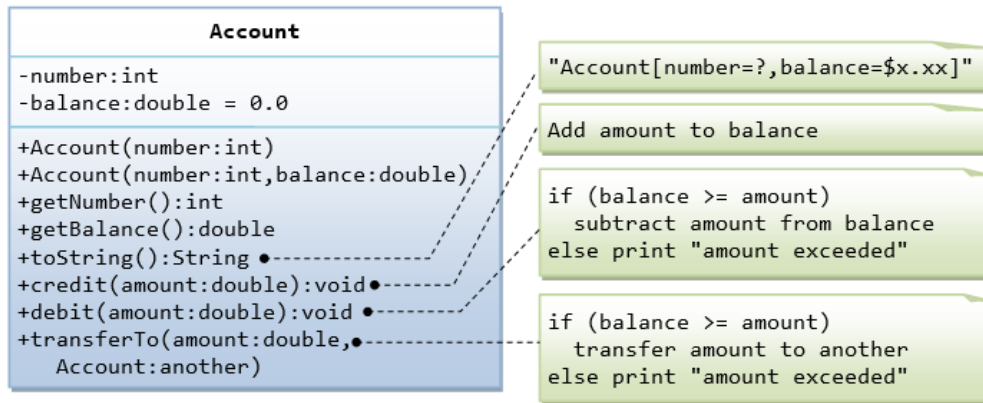 Account
-number:int
-balance:double = 0.0
+Account(number:int)
+Account(number:int,balance:double)
+getNumber():int
+getBalance():double
+toString():String
+credit(amount:double):void
+debit(amount:double):void
+transferTo(amount:double,
Account:another)
"Account[number=?,balance=$x.xx]"
Add amount to balance
if (balance >= amount)
subtract amount from balance
else print "amount exceeded"
if (balance >= amount)
transfer amount to another
else print "amount exceeded"